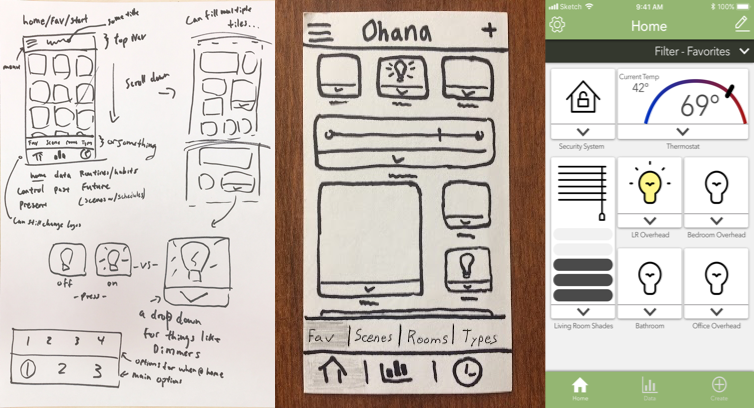 home/Fav/start
some title
menu
top Nav
Scroll down
Fav Scene Room Type
or something
home data Runtines/habits
Control past Future
Present (scenes~/schedules)
Can still change logos
Can fill multiple
tiles...
off
on
-vs-
-press-
a drop down
for things like
Dimmers
1 2 3 4
1 2 3
options for when@home
main options
Ohana
+
Fav Scenes Rooms Types
Sketch 9:41 AM 100%
Home
Filter - Favorites
Current Temp
42°
69°
Security System
Thermostat
LR Overhead
Bedroom Overhead
Living Room Shades
Bathroom
Office Overhead
Home
Data
Create